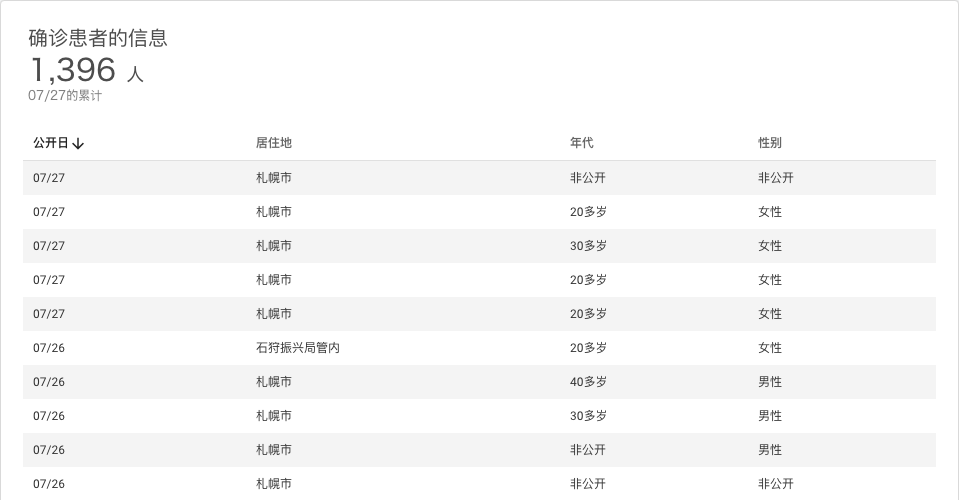 确诊患者的信息
1,396 人
07/27的累计
公开日↓ 居住地 年代 性别
07/27 札幌市 非公开 非公开
07/27 札幌市 20多岁 女性
07/27 札幌市 30多岁 女性
07/27 札幌市 20多岁 女性
07/27 札幌市 20多岁 女性
07/26 石狩振兴局管内 20多岁 女性
07/26 札幌市 40多岁 男性
07/26 札幌市 30多岁 男性
07/26 札幌市 非公开 男性
07/26 札幌市 非公开 非公开